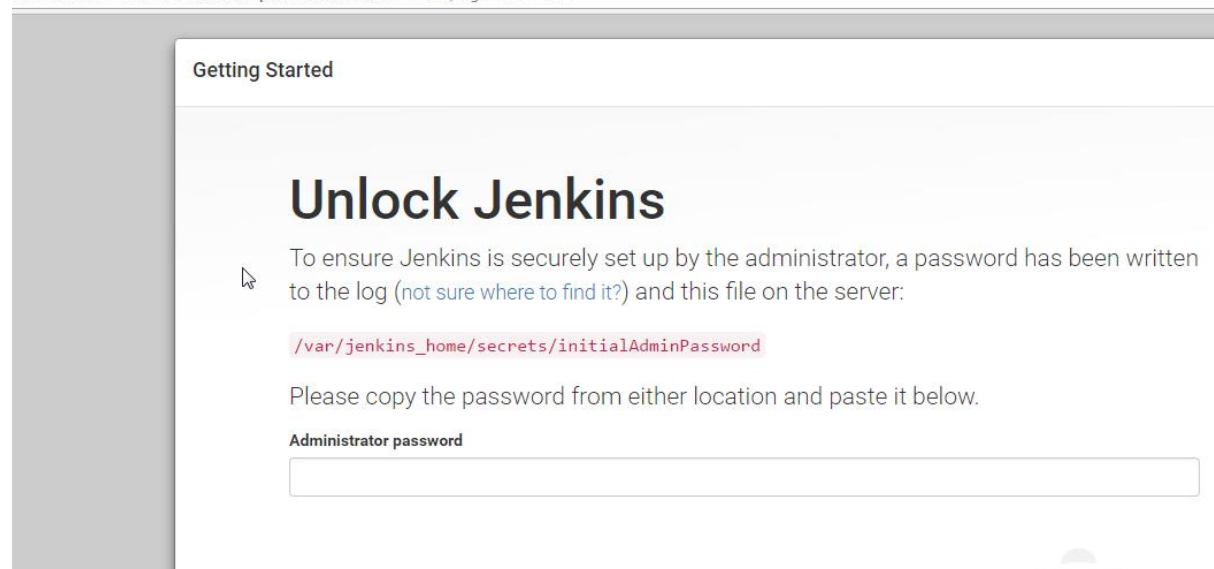 Getting Started
Unlock Jenkins
To ensure Jenkins is securely set up by the administrator, a password has been written
to the log (not sure where to find it?) and this file on the server:
/var/jenkins_home/secrets/initialAdminPassword
Please copy the password from either location and paste it below.
Administrator password